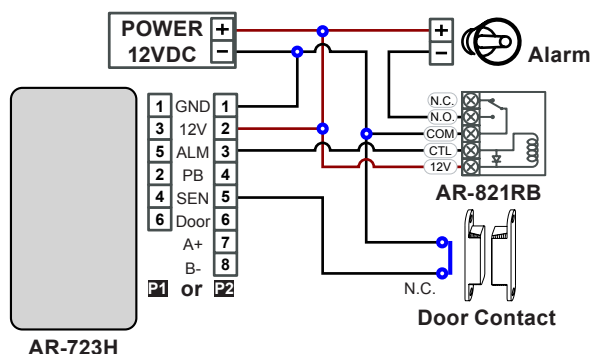 POWER +
12VDC −
+
−
Alarm
1 GND 1
3 12V 2
5 ALM 3
2 PB 4
4 SEN 5
6 Door 6
A+ 7
B- 8
P1 or P2
AR-723H
N.C.
N.O.
COM
CTL
12V
AR-821RB
N.C.
Door Contact